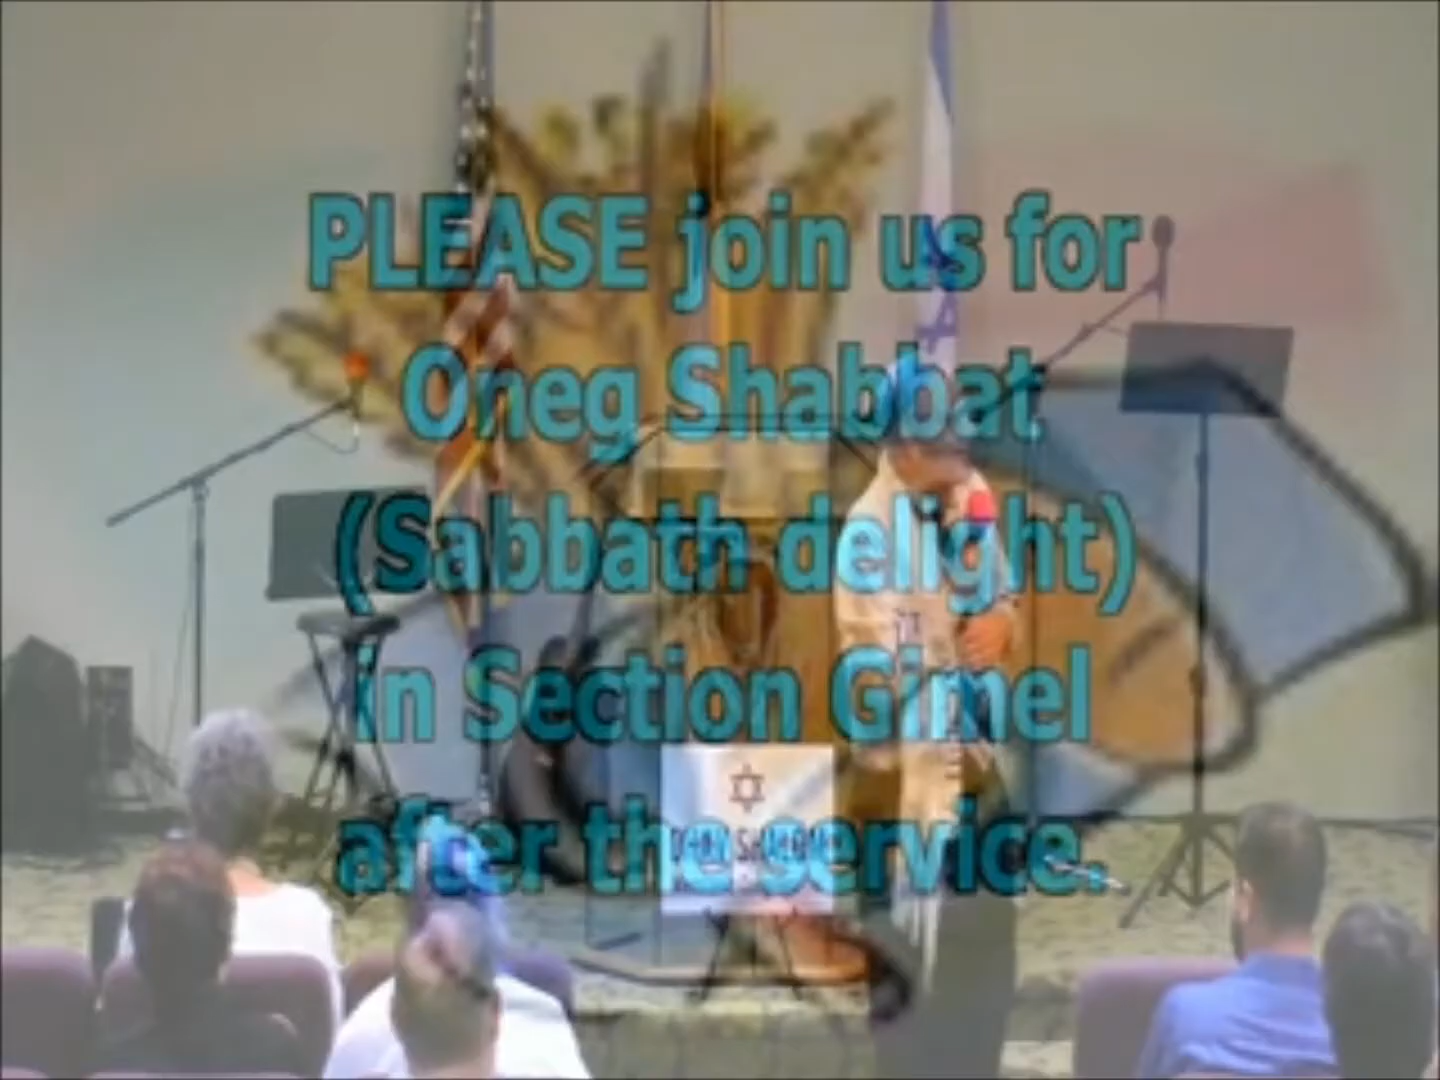 PLEASE join us for
Oneg Shabbat
(Sabbath delight)
in Section Gimel
after the service.